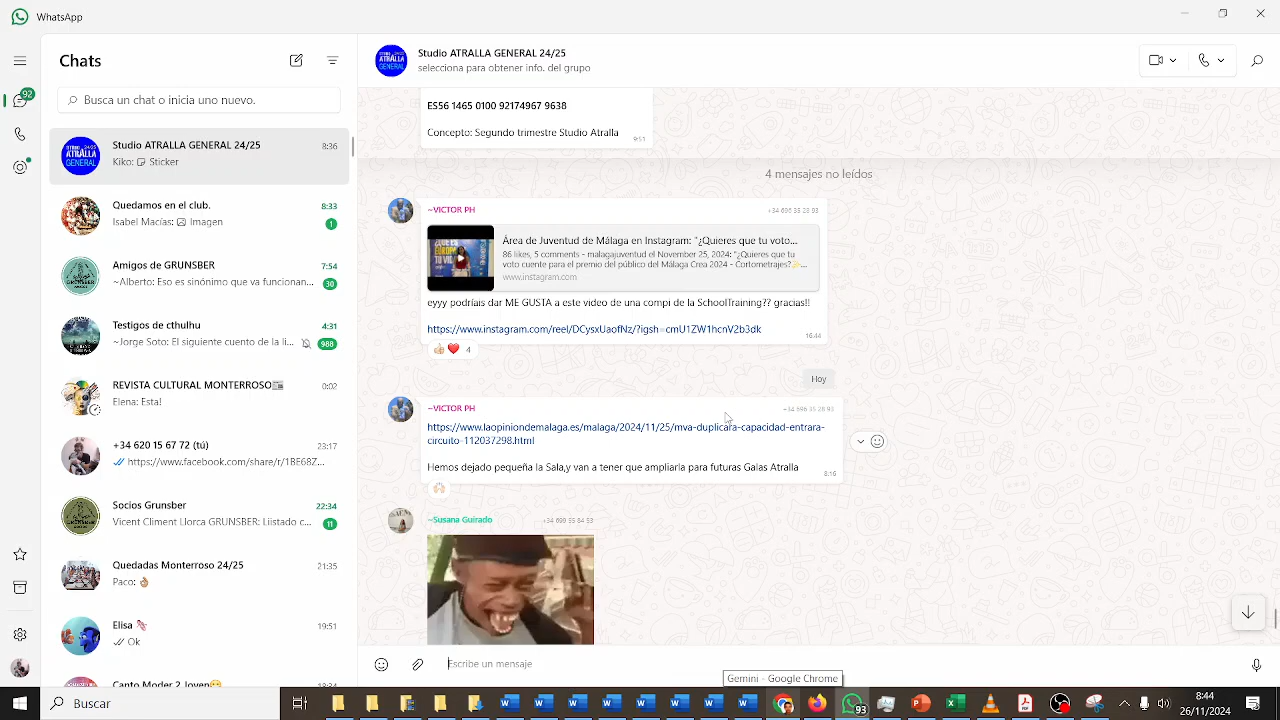 WhatsApp
92
Chats
Busca un chat o inicia uno nuevo.
Studio ATRALLA GENERAL 24/25
8:36
Kiko: Sticker
Quedamos en el club.
8:33
Isabel Macías: Imagen
1
Amigos de GRUNSBER
7:54
~Alberto: Eso es sinónimo que va funcionan...
30
Testigos de cthulhu
4:31
~Jorge Soto: El siguiente cuento de la li...
988
REVISTA CULTURAL MONTERROSO
0:02
Elena: Esta!
+34 620 15 67 72 (tú)
23:17
https://www.facebook.com/share/r/1BE68Z...
Socios Grunsber
22:34
Vicent Climent Llorca GRUNSBER: Liistado c...
11
Quedadas Monterroso 24/25
21:35
Paco:
Elisa
19:51
Ok
Canto Moder 2 Joven
Studio ATRALLA GENERAL 24/25
selecciona para obtener info. del grupo
ES56 1465 0100 92174967 9638
Concepto: Segundo trimestre Studio Atralla
9:51
4 mensajes no leídos
~VICTOR PH
Área de Juventud de Málaga en Instagram: "¿Quieres que tu voto...
86 likes, 5 comments - malagajuventud el November 25, 2024: "¿Quieres que tu
voto cuente para el premio del público del Málaga Crea 2024 - Cortometrajes?✨...
www.instagram.com
eyyy podríais dar ME GUSTA a este video de una compi de la SchoolTraining?? gracias!!
https://www.instagram.com/reel/DCysxUaofNz/?igsh=cmU1ZW1hcnV2b3dk
16:44
4
Hoy
~VICTOR PH
https://www.laopiniondemalaga.es/malaga/2024/11/25/mva-duplicara-capacidad-entrara-
circuito-112037298.html
Hemos dejado pequeña la Sala,y van a tener que ampliarla para futuras Galas Atralla
8:16
~Susana Guirado
Escribe un mensaje
Gemini - Google Chrome
Buscar
93
8:44
26/11/2024